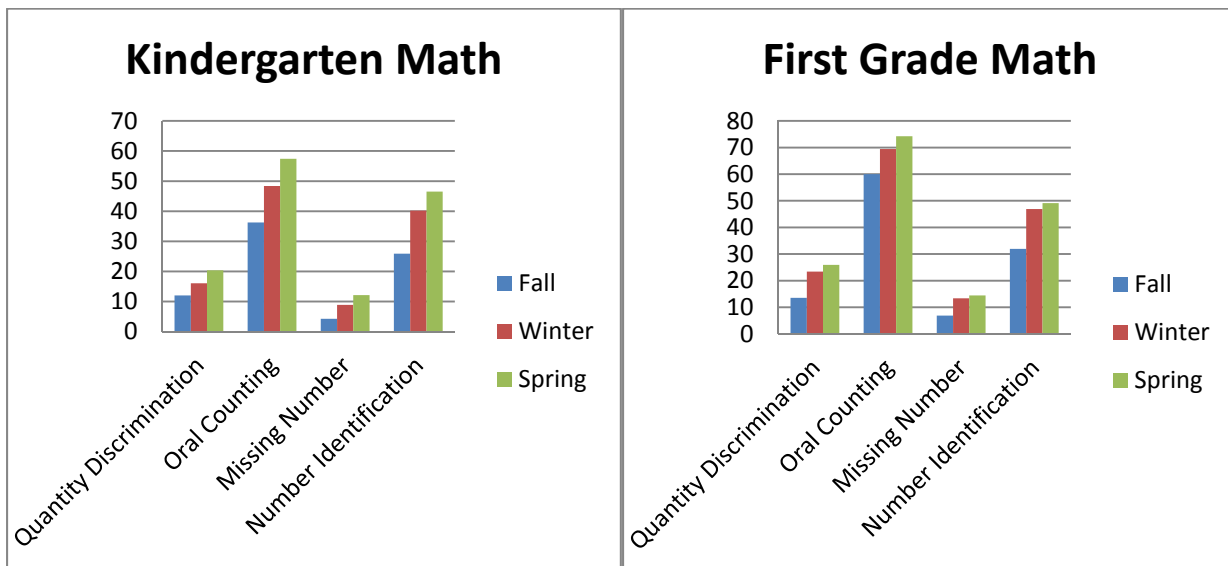 Kindergarten Math
70
60
50
40
30
20
10
0
Quantity Discrimination
Oral Counting
Missing Number
Number Identification
Fall
Winter
Spring
First Grade Math
80
70
60
50
40
30
20
10
0
Quantity Discrimination
Oral Counting
Missing Number
Number Identification
Fall
Winter
Spring